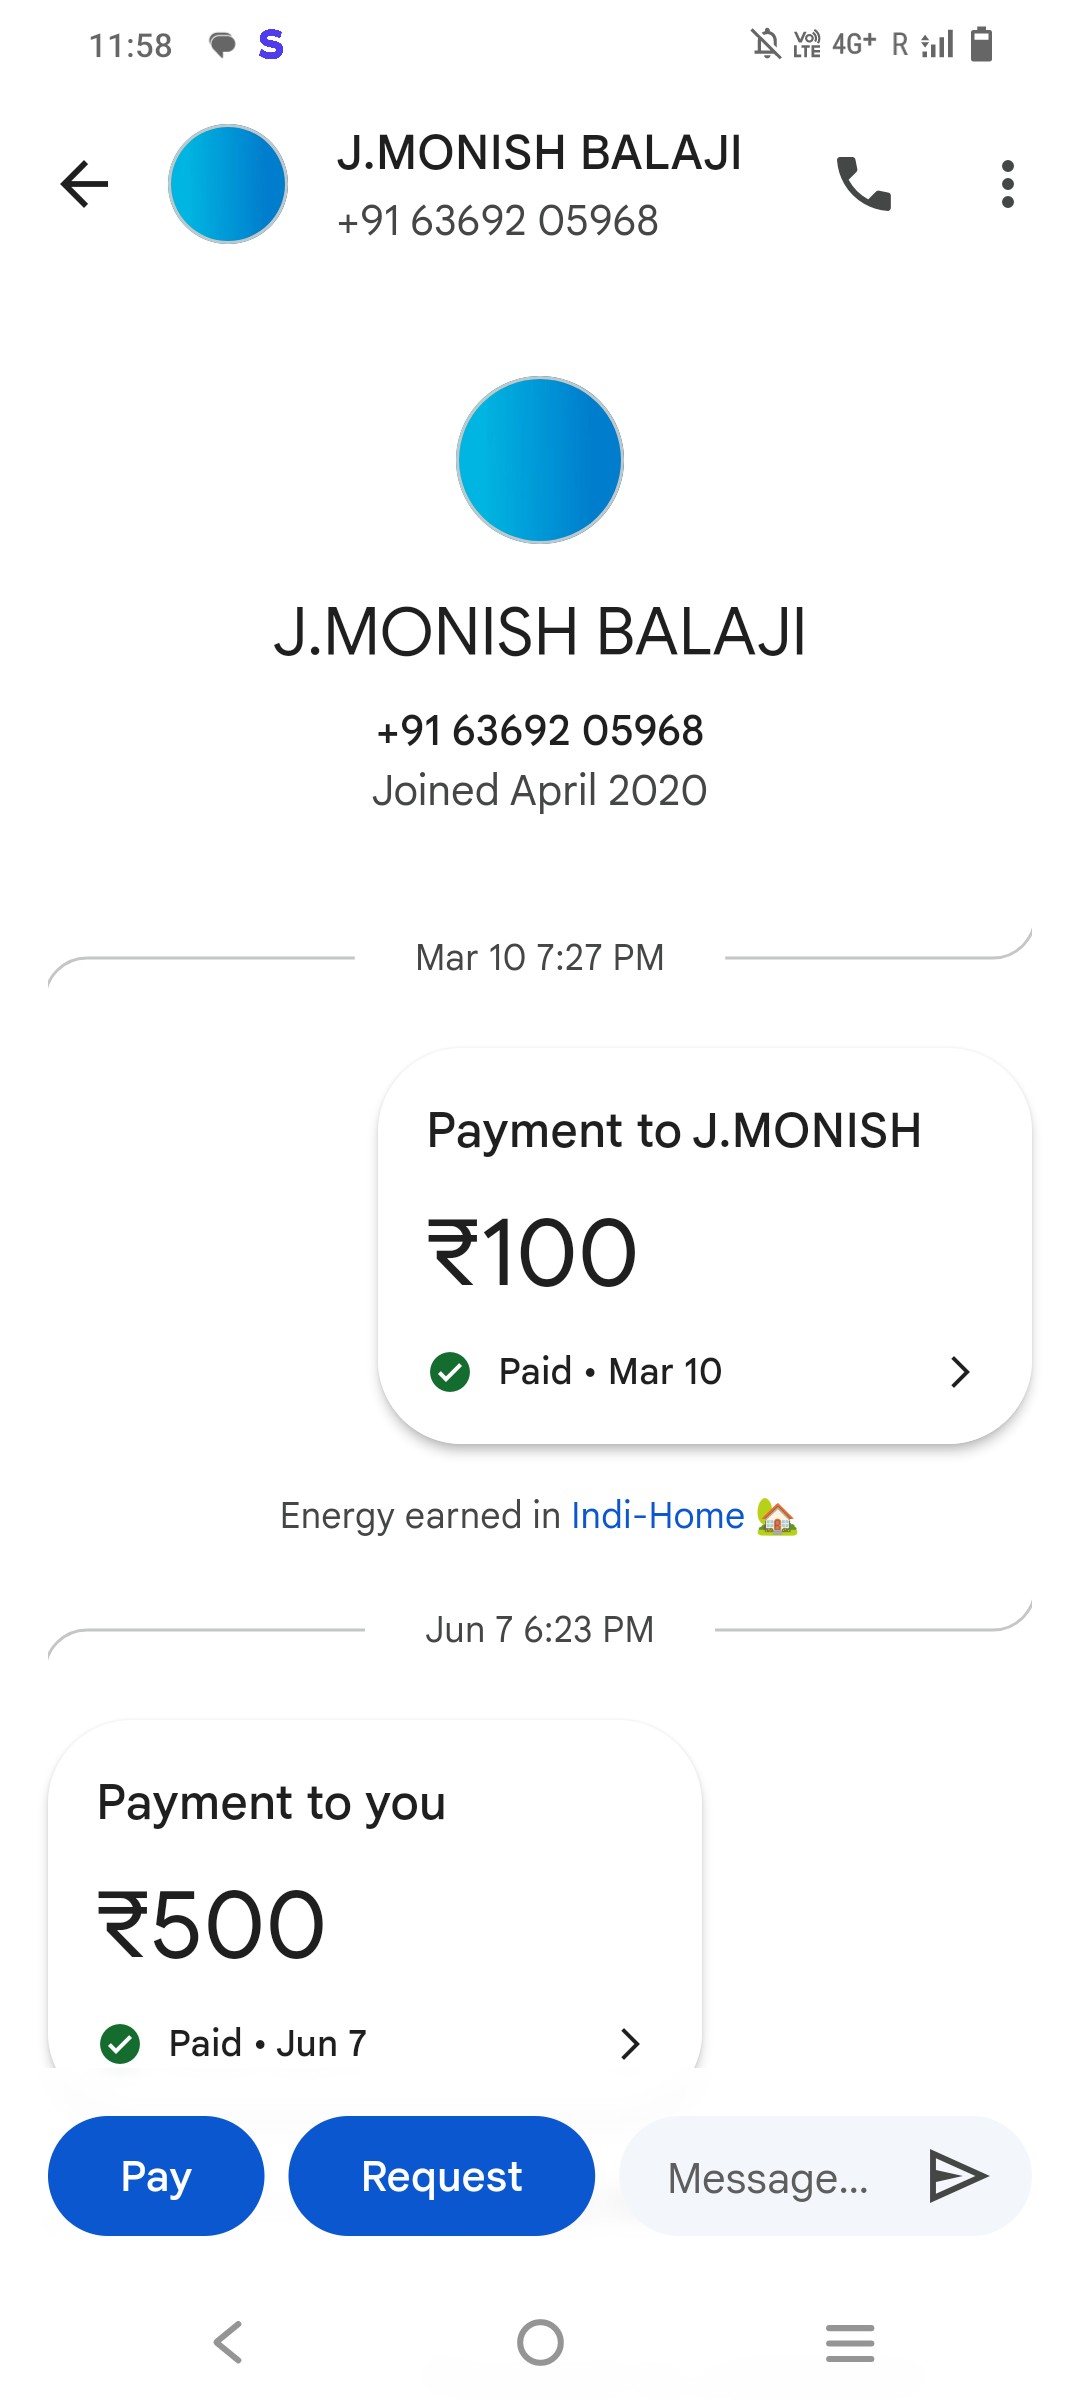 11:58 S Vo) LTE 4G+ R
J.MONISH BALAJI
+91 63692 05968
J.MONISH BALAJI
+91 63692 05968
Joined April 2020
Mar 10 7:27 PM
Payment to J.MONISH
₹100
Paid • Mar 10
Energy earned in Indi-Home 🏡
Jun 7 6:23 PM
Payment to you
₹500
Paid • Jun 7
Pay Request Message...